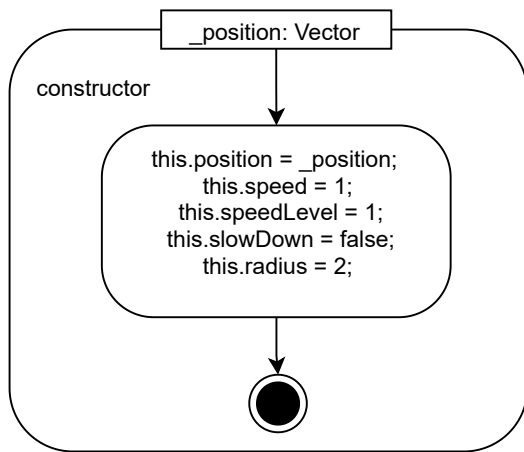 _position: Vector
constructor
this.position = _position;
this.speed = 1;
this.speedLevel = 1;
this.slowDown = false;
this.radius = 2;